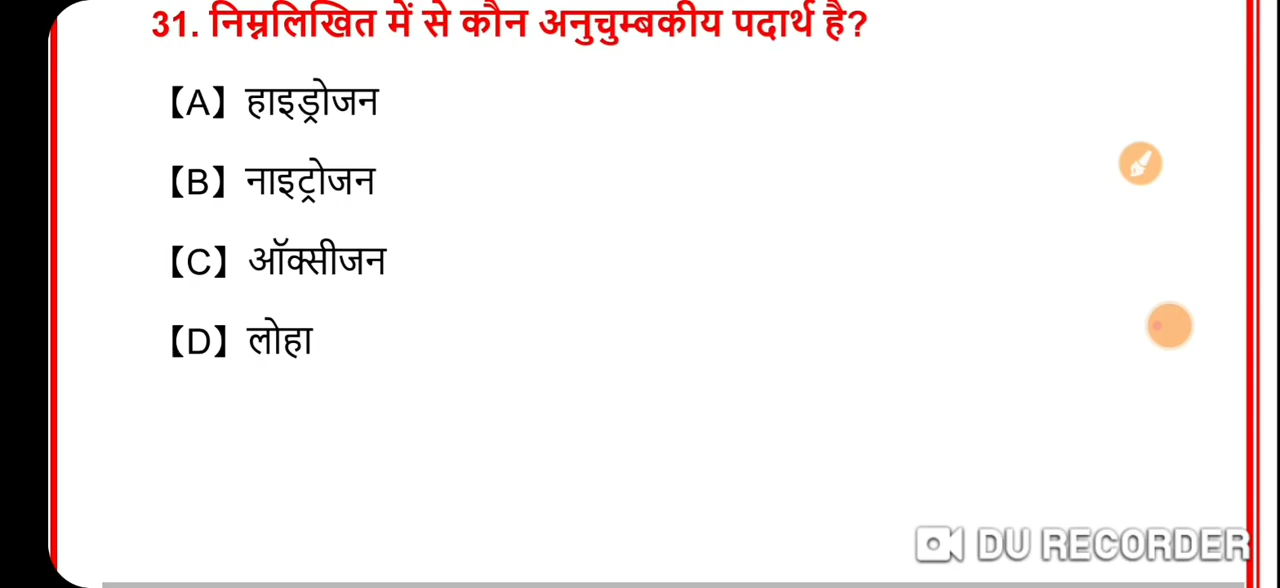 31. निम्नलिखित में से कौन अनुचुम्बकीय पदार्थ है?
【A】 हाइड्रोजन
【B】 नाइट्रोजन
【C】 ऑक्सीजन
【D】 लोहा
DU RECORDER